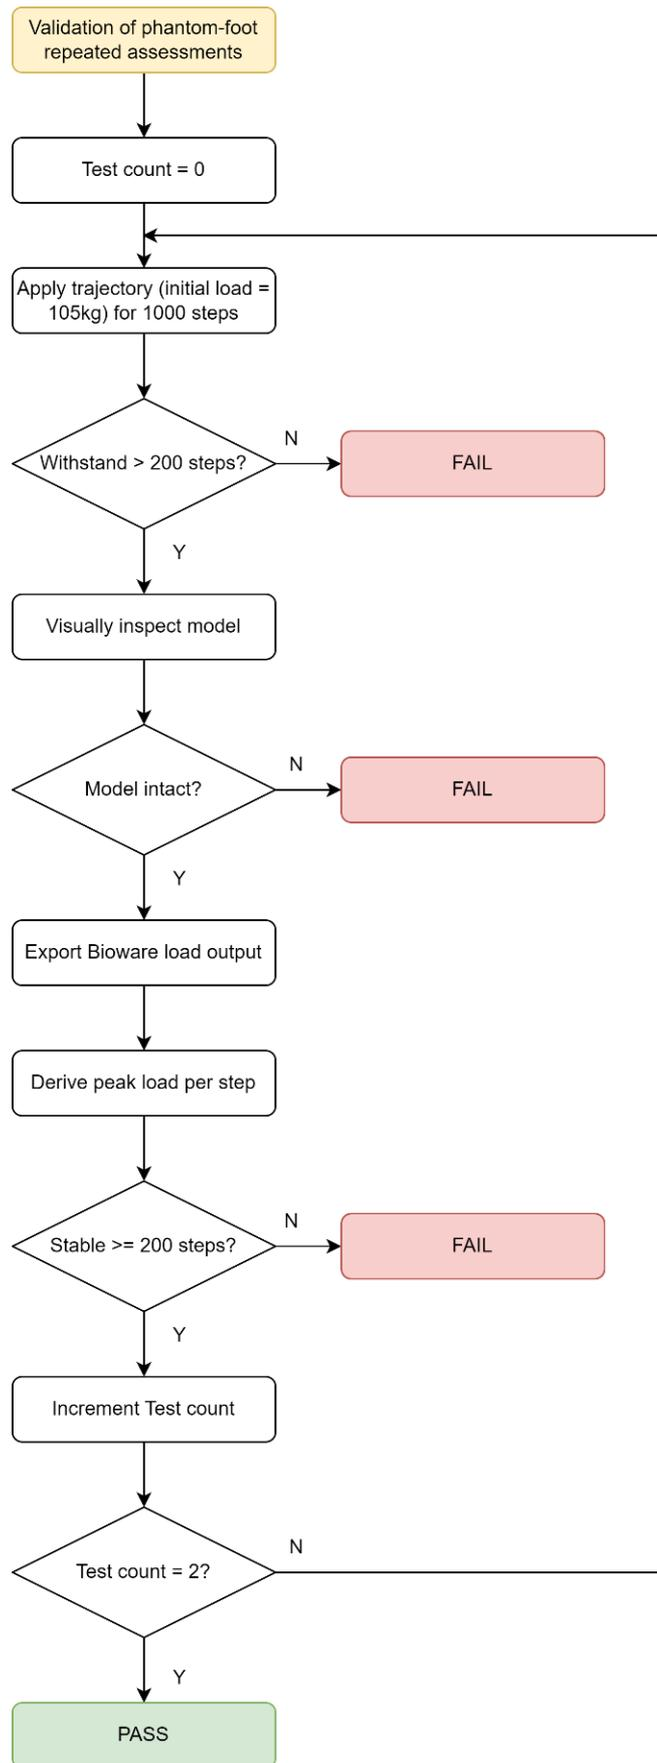 Validation of phantom-foot
repeated assessments
Test count = 0
Apply trajectory (initial load =
105kg) for 1000 steps
Withstand > 200 steps?
N
FAIL
Y
Visually inspect model
Model intact?
N
FAIL
Y
Export Bioware load output
Derive peak load per step
Stable >= 200 steps?
N
FAIL
Y
Increment Test count
Test count = 2?
N
Y
PASS